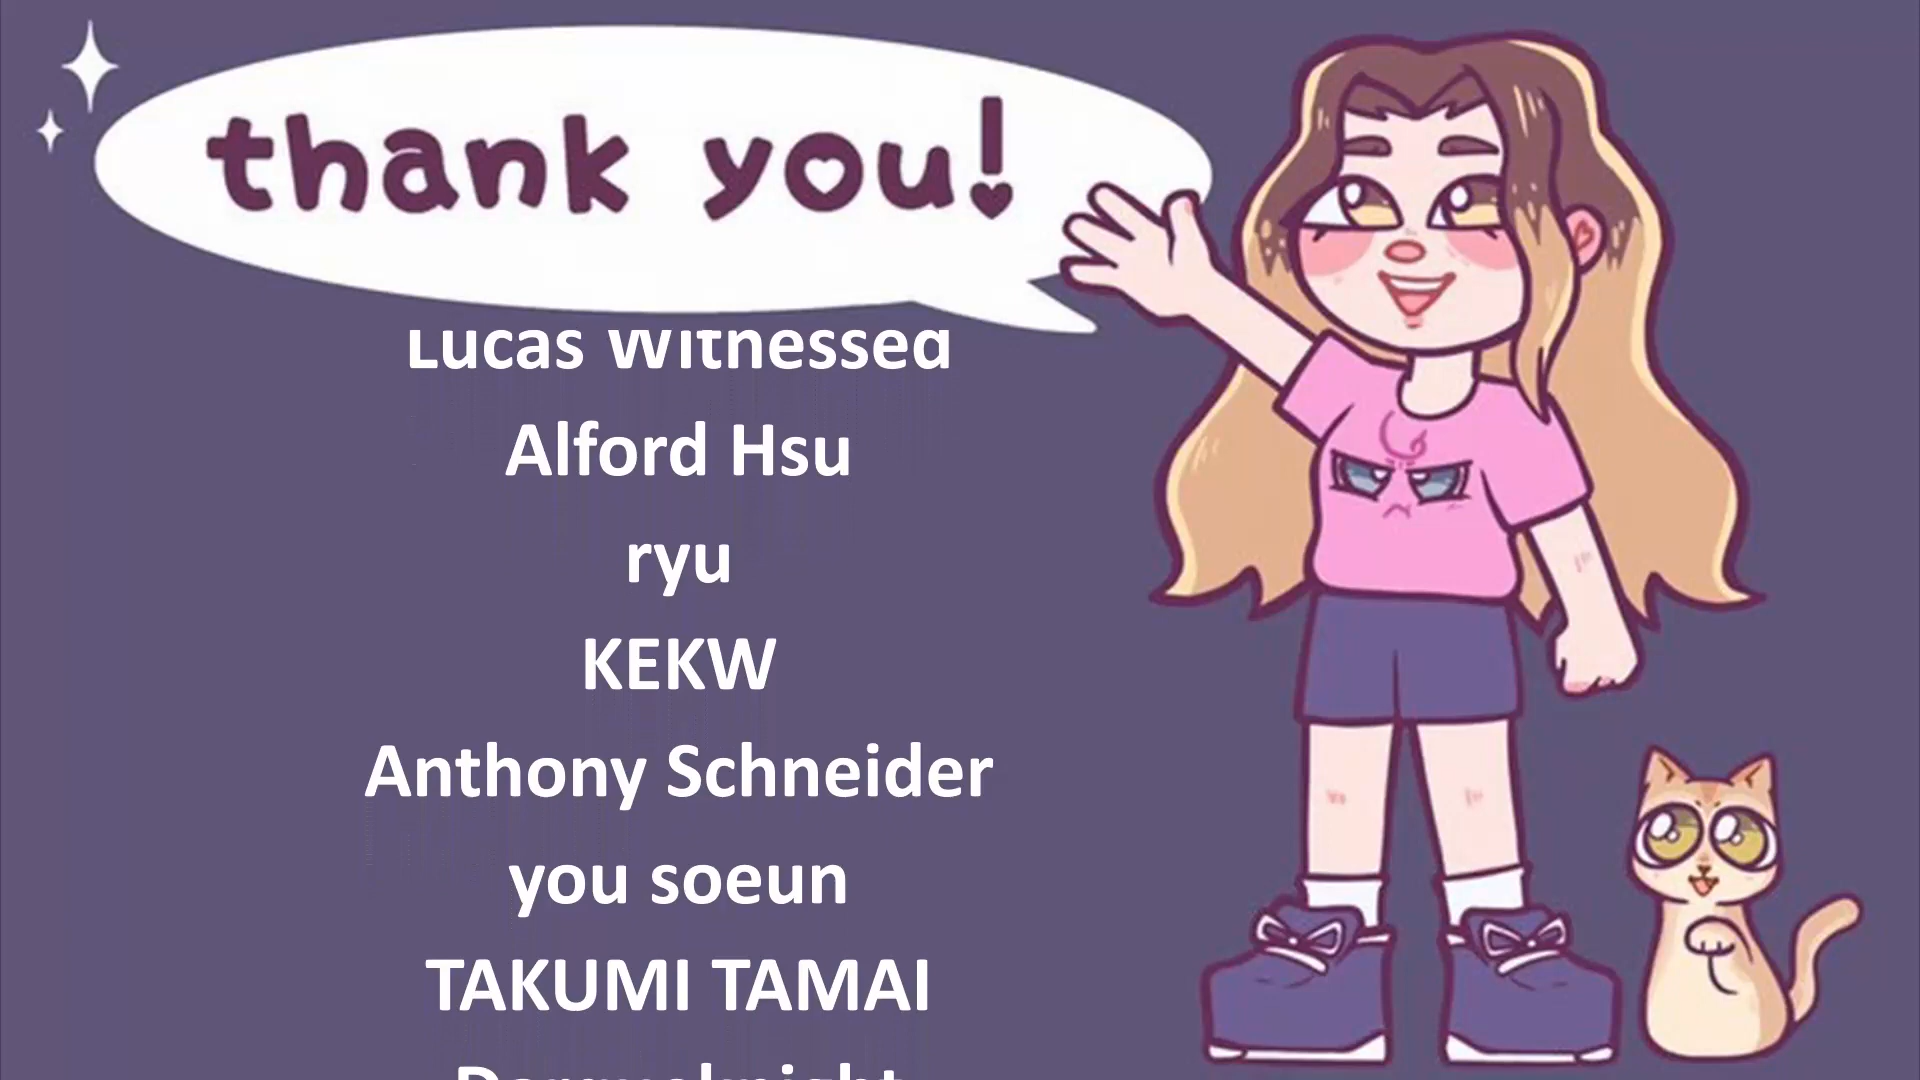 thank you!
Lucas Witnessed
Alford Hsu
ryu
KEKW
Anthony Schneider
you soeun
TAKUMI TAMAI